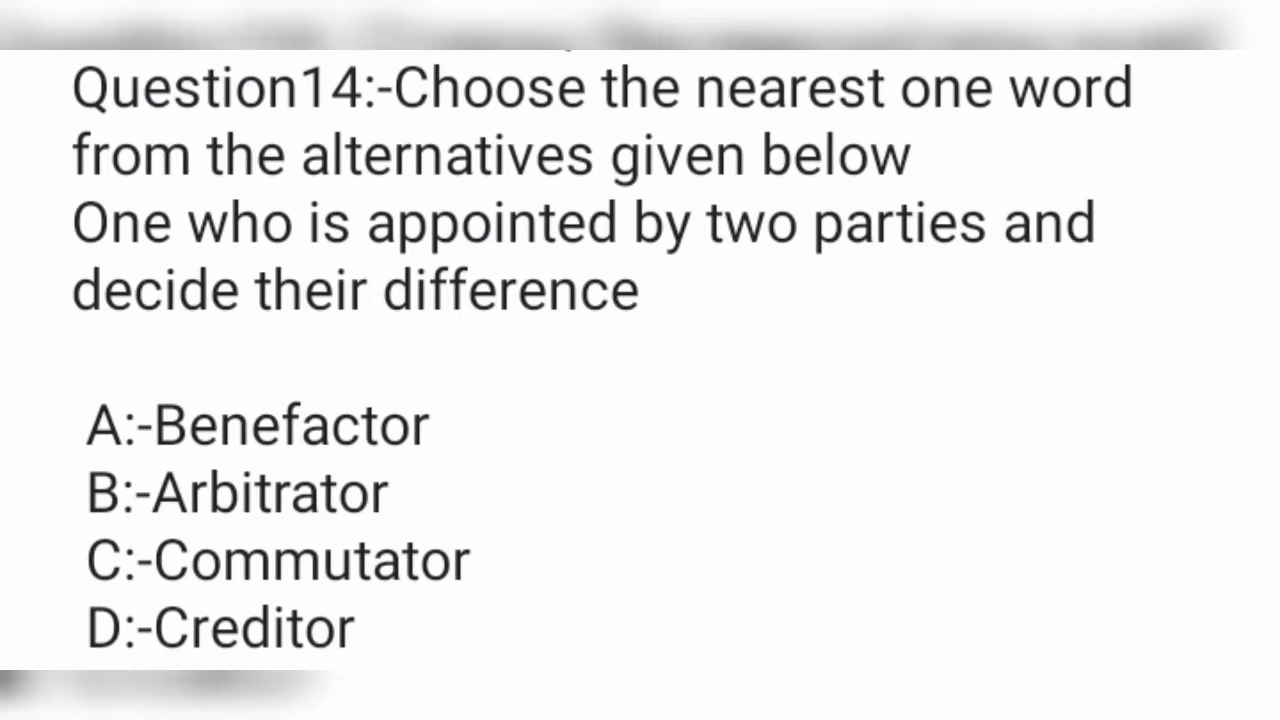 Question14:-Choose the nearest one word
from the alternatives given below
One who is appointed by two parties and
decide their difference
A:-Benefactor
B:-Arbitrator
C:-Commutator
D:-Creditor